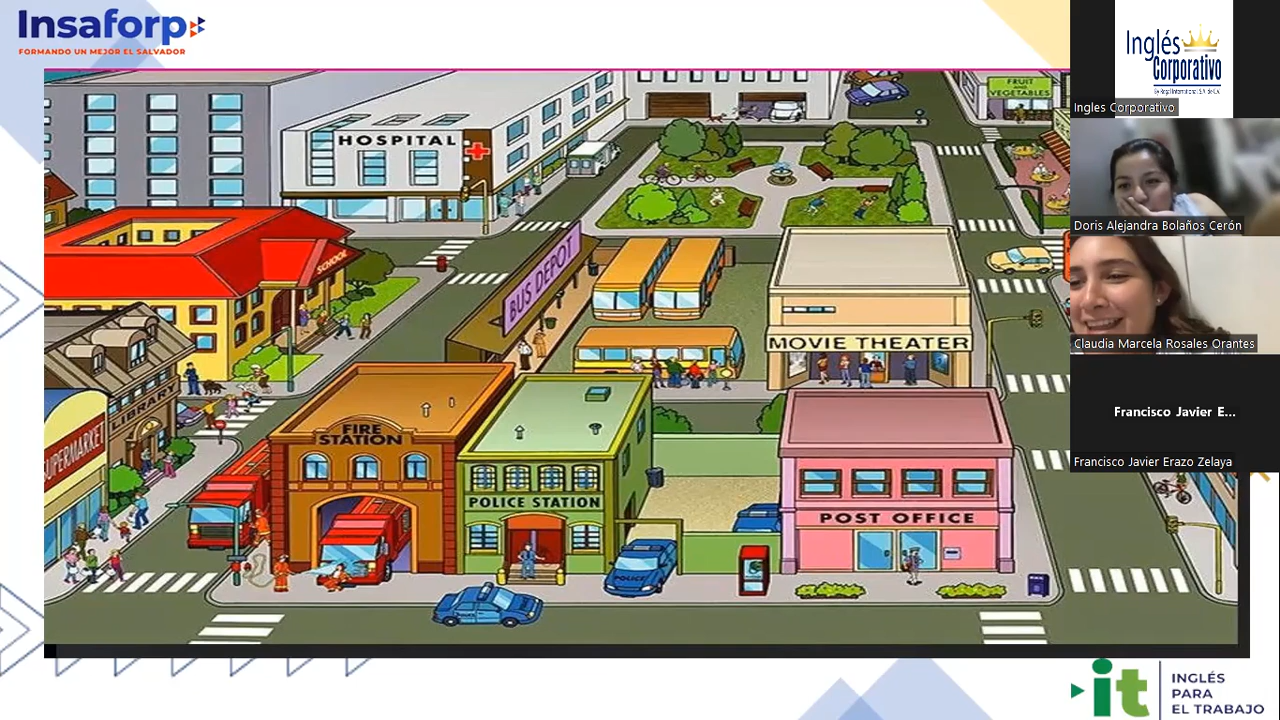 Insaforp
FORMANDO UN MEJOR EL SALVADOR
HOSPITAL
FRUIT
AND
VEGETABLES
SCHOOL
BUS DEPOT
MOVIE THEATER
LIBRARY
SUPERMARKET
FIRE
STATION
POLICE STATION
POST OFFICE
POLICE
Inglés
Corporativo
Ingles Corporativo
Doris Alejandra Bolaños Cerón
Claudia Marcela Rosales Orantes
Francisco Javier E...
Francisco Javier Erazo Zelaya
it
INGLÉS
PARA
EL TRABAJO